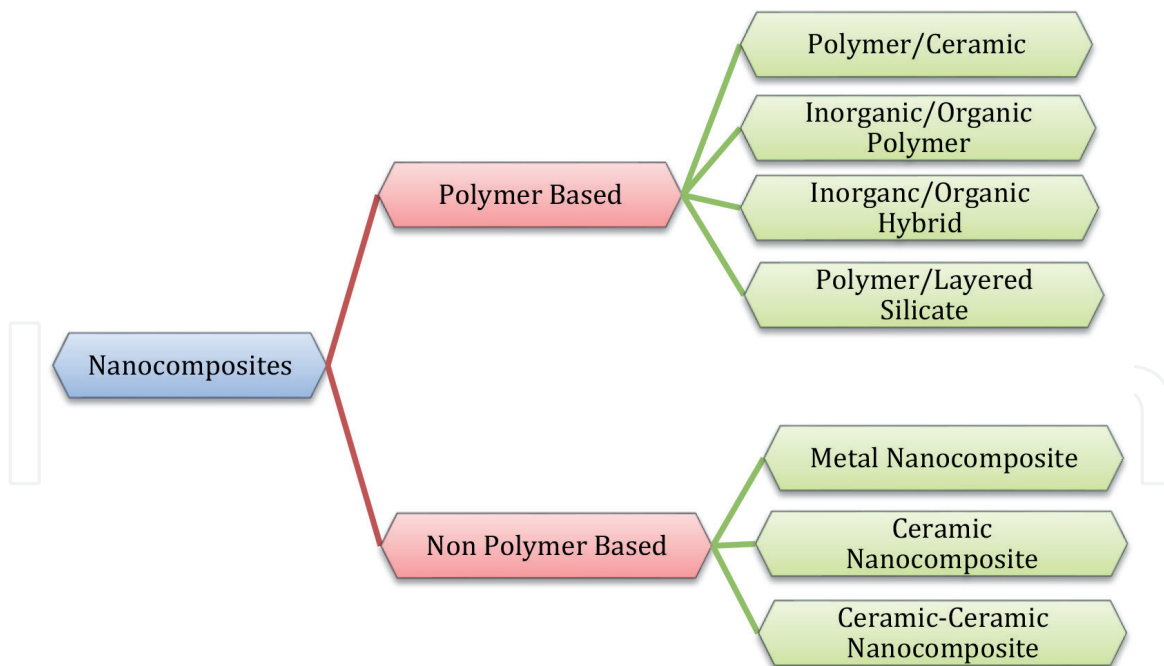 Polymer/Ceramic
Inorganic/Organic
Polymer
Polymer Based
Inorganc/Organic
Hybrid
Polymer/Layered
Silicate
Nanocomposites
Metal Nanocomposite
Non Polymer Based
Ceramic
Nanocomposite
Ceramic-Ceramic
Nanocomposite